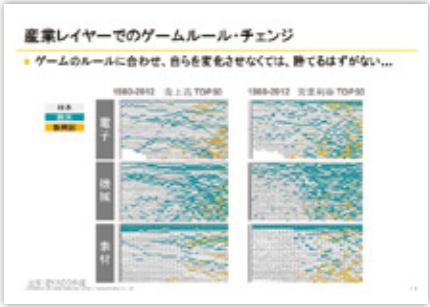 産業レイヤーでのゲームルール・チェンジ
ゲームのルールに合わせ、自らを変化させなくては、勝てるはずがない...
1980-2012 売上高 TOP50
1980-2012 営業利益 TOP50
日本
欧米
新興国
電子
機械
素材